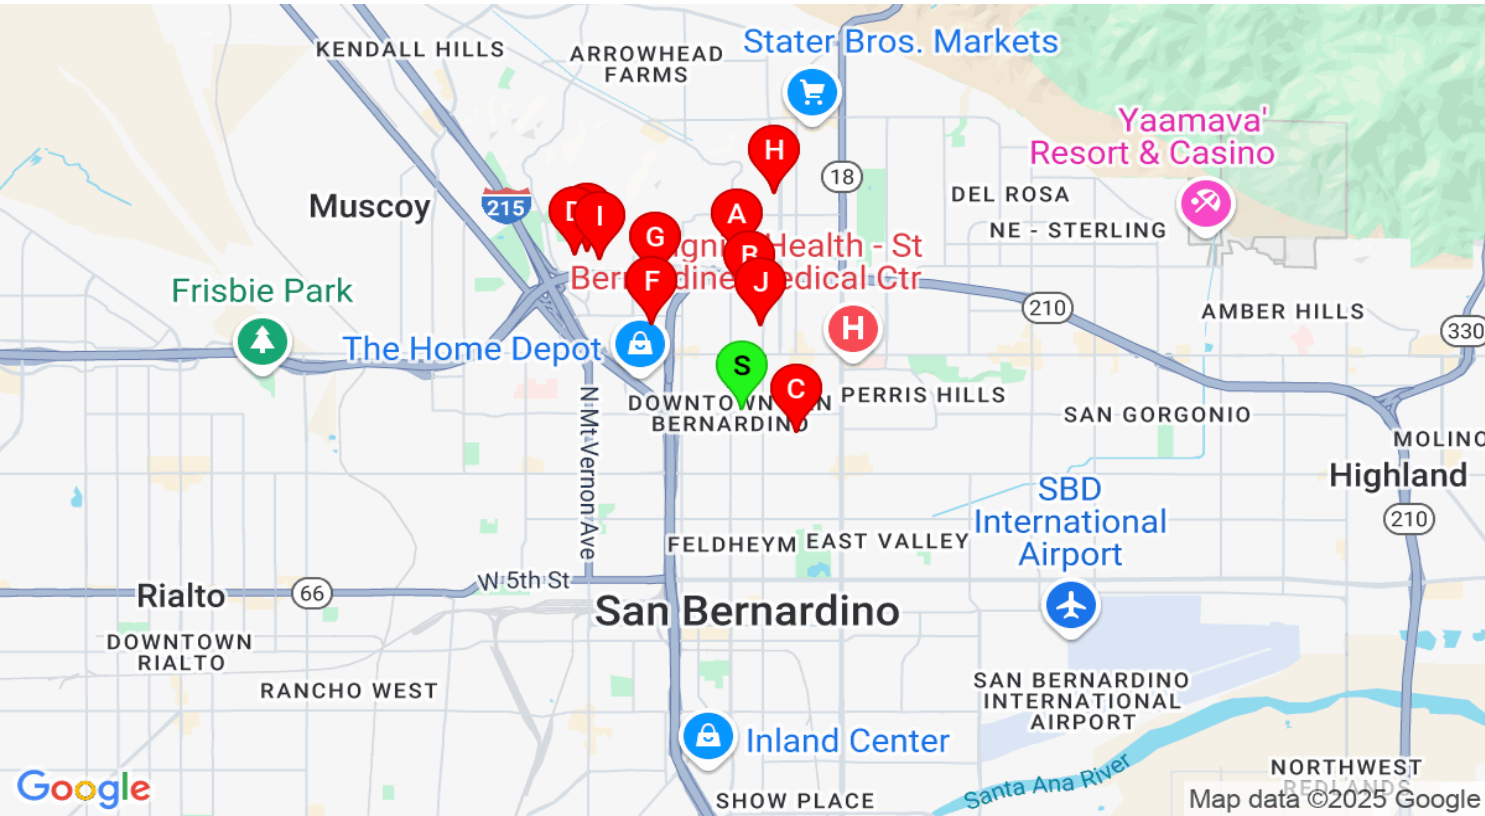 KENDALL HILLS
ARROWHEAD
FARMS
Stater Bros. Markets
Yaamava'
Resort & Casino
H
18
Muscoy
215
D
I
A
G
DEL ROSA
NE - STERLING
Health - St
B
Medical Ctr
F
J
Frisbie Park
210
AMBER HILLS
330
H
The Home Depot
S
C
DOWNTOWN
BERNARDINO
PERRIS HILLS
SAN GORGONIO
N Mt Vernon Ave
MOLINO
Highland
SBD
International
Airport
210
FELDHEYM
EAST VALLEY
W 5th St
Rialto
66
San Bernardino
DOWNTOWN
RIALTO
RANCHO WEST
SAN BERNARDINO
INTERNATIONAL
AIRPORT
Inland Center
Santa Ana River
NORTHWEST
REDLANDS
SHOW PLACE
Google
Map data ©2025 Google